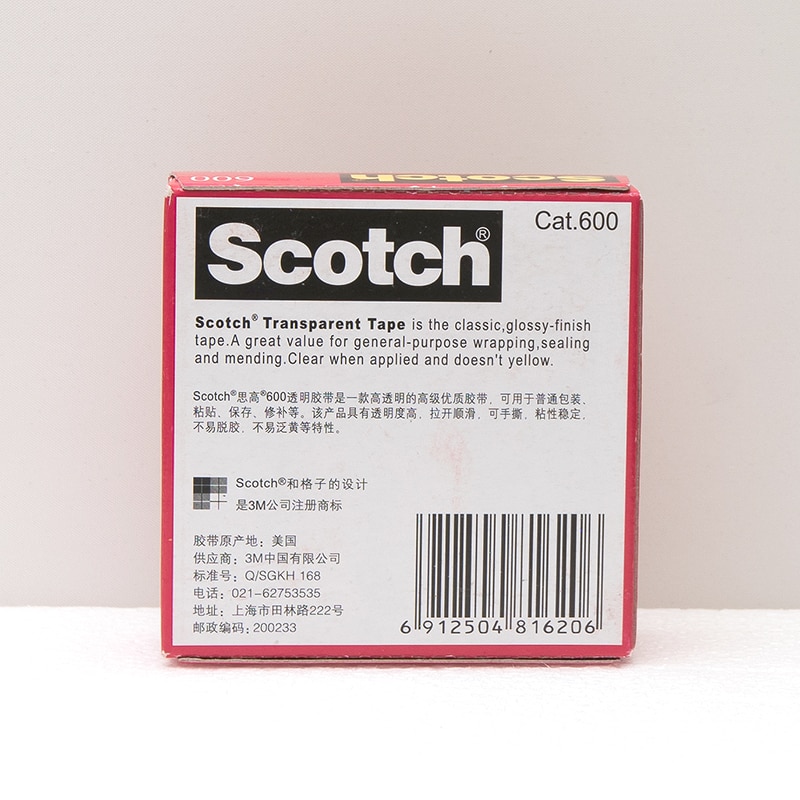 600 Scotch
Scotch®
Cat.600
Scotch® Transparent Tape is the classic,glossy-finish
tape.A great value for general-purpose wrapping,sealing
and mending.Clear when applied and doesn't yellow.
Scotch®思高®600透明胶带是一款高透明的高级优质胶带，可用于普通包装、
粘贴、保存、修补等。该产品具有透明度高，拉开顺滑，可手撕，粘性稳定，
不易脱胶，不易泛黄等特性。
Scotch®和格子的设计
是3M公司注册商标
胶带原产地：美国
供应商：3M中国有限公司
标准号：Q/SGKH 168
电话：021-62753535
地址：上海市田林路222号
邮政编码：200233
6 912504 816206